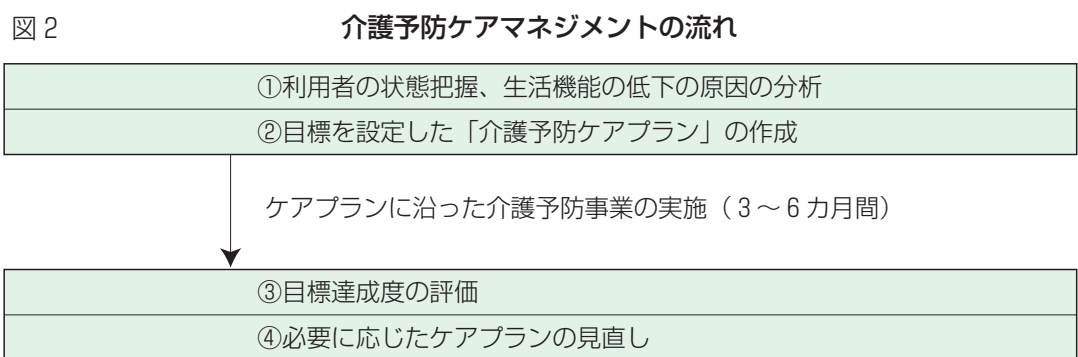 図2 介護予防ケアマネジメントの流れ
①利用者の状態把握、生活機能の低下の原因の分析
②目標を設定した「介護予防ケアプラン」の作成
ケアプランに沿った介護予防事業の実施（3～6カ月間）
③目標達成度の評価
④必要に応じたケアプランの見直し